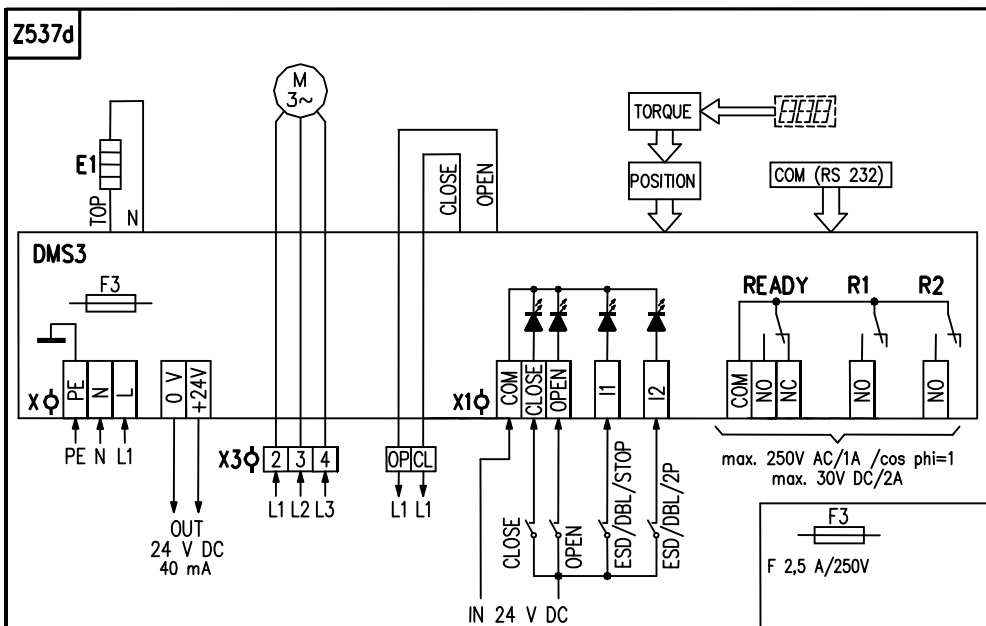 Z537d
M
3~
TORQUE
POSITION
COM (RS 232)
E1
TOP
N
CLOSE
OPEN
DMS3
F3
READY
R1
R2
X
PE
N
L
0 V
+24V
X1
COM
CLOSE
OPEN
I1
I2
COM
NO
NC
NO
NO
PE N L1
X3
2
3
4
OP
CL
L1 L2 L3
L1 L1
OUT
24 V DC
40 mA
CLOSE
OPEN
ESD/DBL/STOP
ESD/DBL/2P
IN 24 V DC
max. 250V AC/1A /cos phi=1
max. 30V DC/2A
F3
F 2,5 A/250V